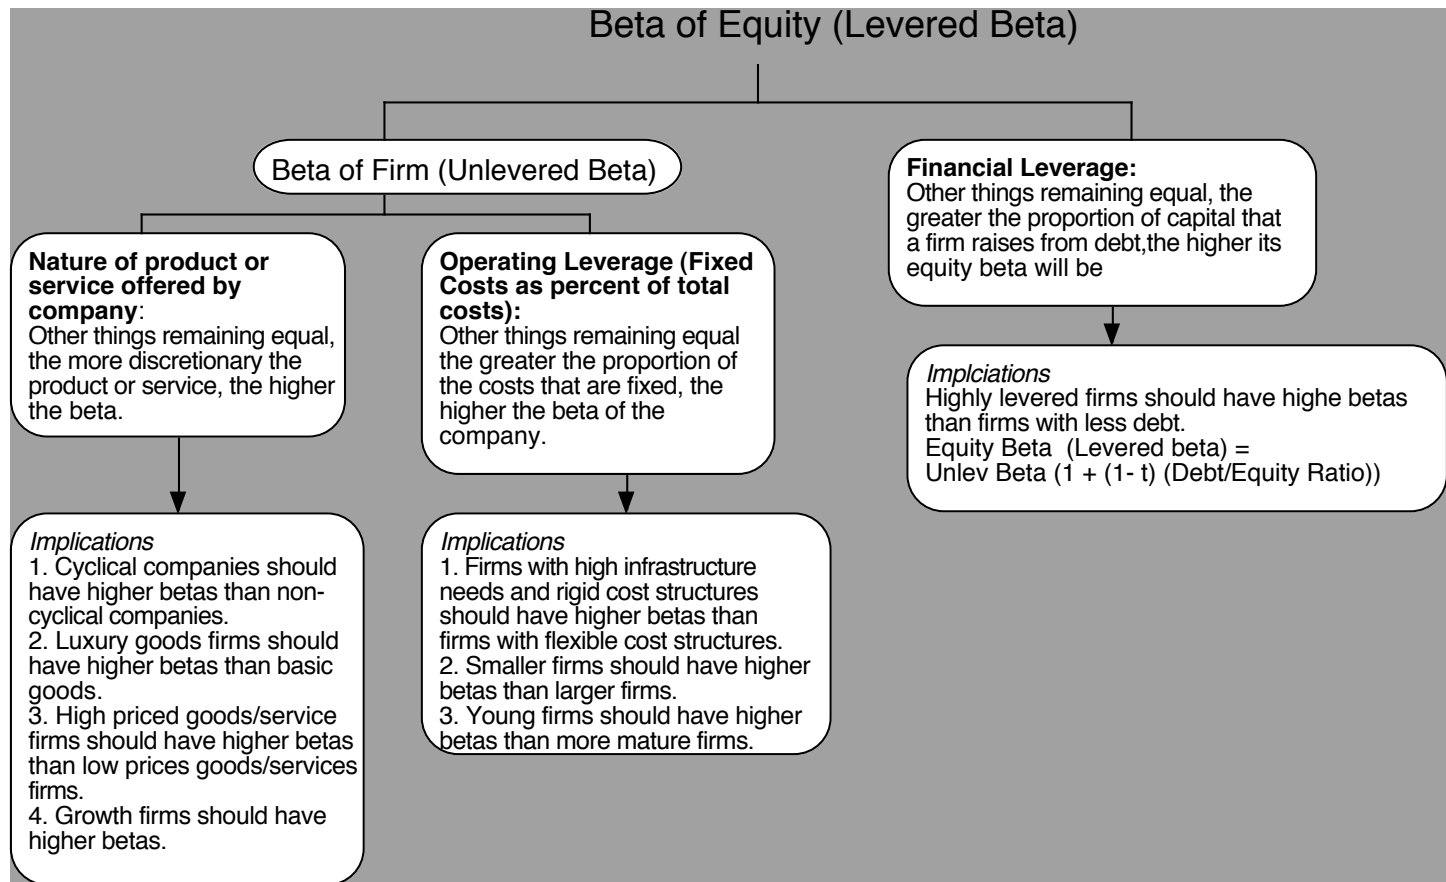 Beta of Equity (Levered Beta)
Beta of Firm (Unlevered Beta)
Nature of product or
service offered by
company:
Other things remaining equal,
the more discretionary the
product or service, the higher
the beta.
Implications
1. Cyclical companies should
have higher betas than non-
cyclical companies.
2. Luxury goods firms should
have higher betas than basic
goods.
3. High priced goods/service
firms should have higher betas
than low prices goods/services
firms.
4. Growth firms should have
higher betas.
Operating Leverage (Fixed
Costs as percent of total
costs):
Other things remaining equal
the greater the proportion of
the costs that are fixed, the
higher the beta of the
company.
Implications
1. Firms with high infrastructure
needs and rigid cost structures
should have higher betas than
firms with flexible cost structures.
2. Smaller firms should have higher
betas than larger firms.
3. Young firms should have higher
betas than more mature firms.
Financial Leverage:
Other things remaining equal, the
greater the proportion of capital that
a firm raises from debt,the higher its
equity beta will be
Implciations
Highly levered firms should have highe betas
than firms with less debt.
Equity Beta  (Levered beta) =
Unlev Beta (1 + (1- t) (Debt/Equity Ratio))